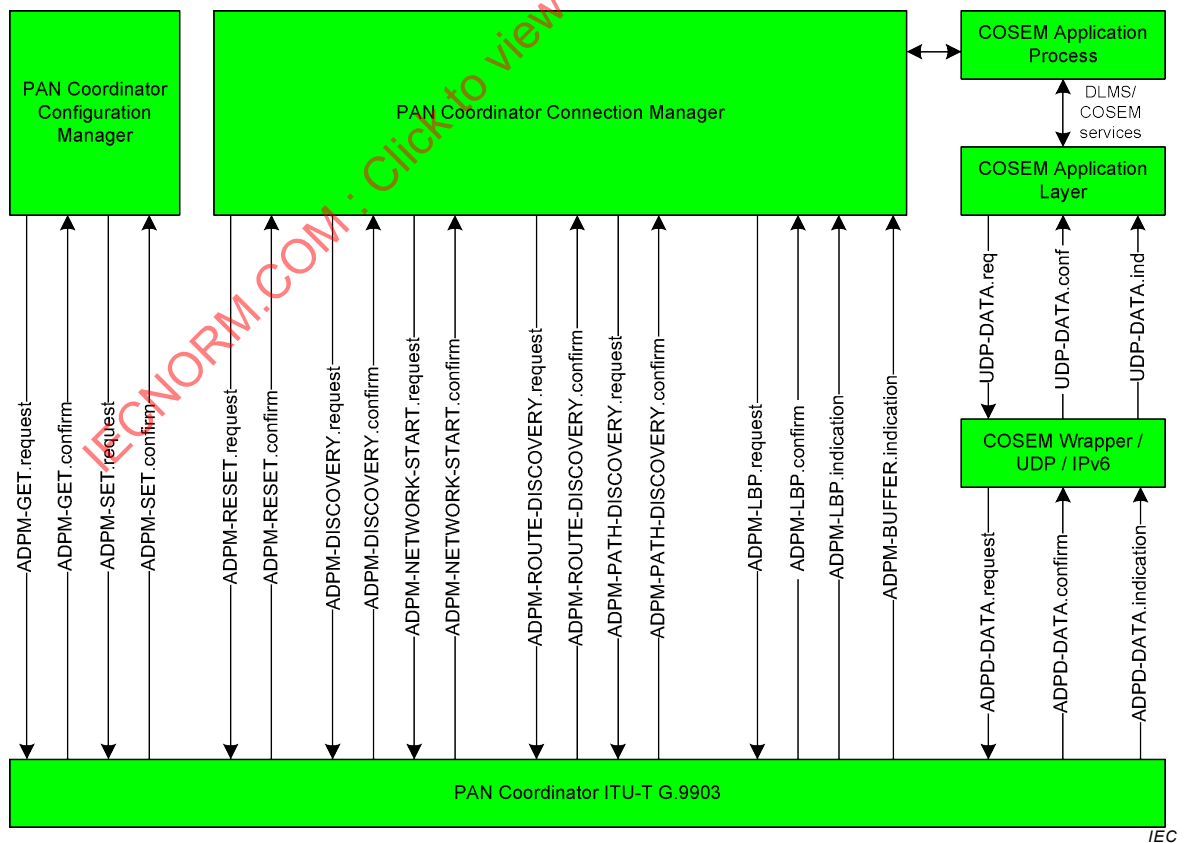 PAN Coordinator
Configuration
Manager
PAN Coordinator Connection Manager
COSEM Application
Process
DLMS/
COSEM
services
COSEM Application
Layer
ADPM-GET.request
ADPM-GET.confirm
ADPM-SET.request
ADPM-SET.confirm
ADPM-RESET.request
ADPM-RESET.confirm
ADPM-DISCOVERY.request
ADPM-DISCOVERY.confirm
ADPM-NETWORK-START.request
ADPM-NETWORK-START.confirm
ADPM-ROUTE-DISCOVERY.request
ADPM-ROUTE-DISCOVERY.confirm
ADPM-PATH-DISCOVERY.request
ADPM-PATH-DISCOVERY.confirm
ADPM-LBP.request
ADPM-LBP.confirm
ADPM-LBP.indication
ADPM-BUFFER.indication
UDP-DATA.req
UDP-DATA.conf
UDP-DATA.ind
COSEM Wrapper /
UDP / IPv6
ADPD-DATA.request
ADPD-DATA.confirm
ADPD-DATA.indication
PAN Coordinator ITU-T G.9903
IEC
IECNORM.COM : Click to view